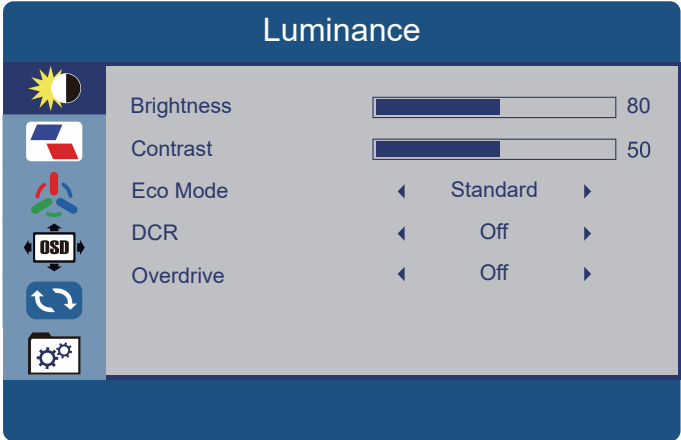 Luminance
Brightness 80
Contrast 50
Eco Mode Standard
DCR Off
OSD
Overdrive Off